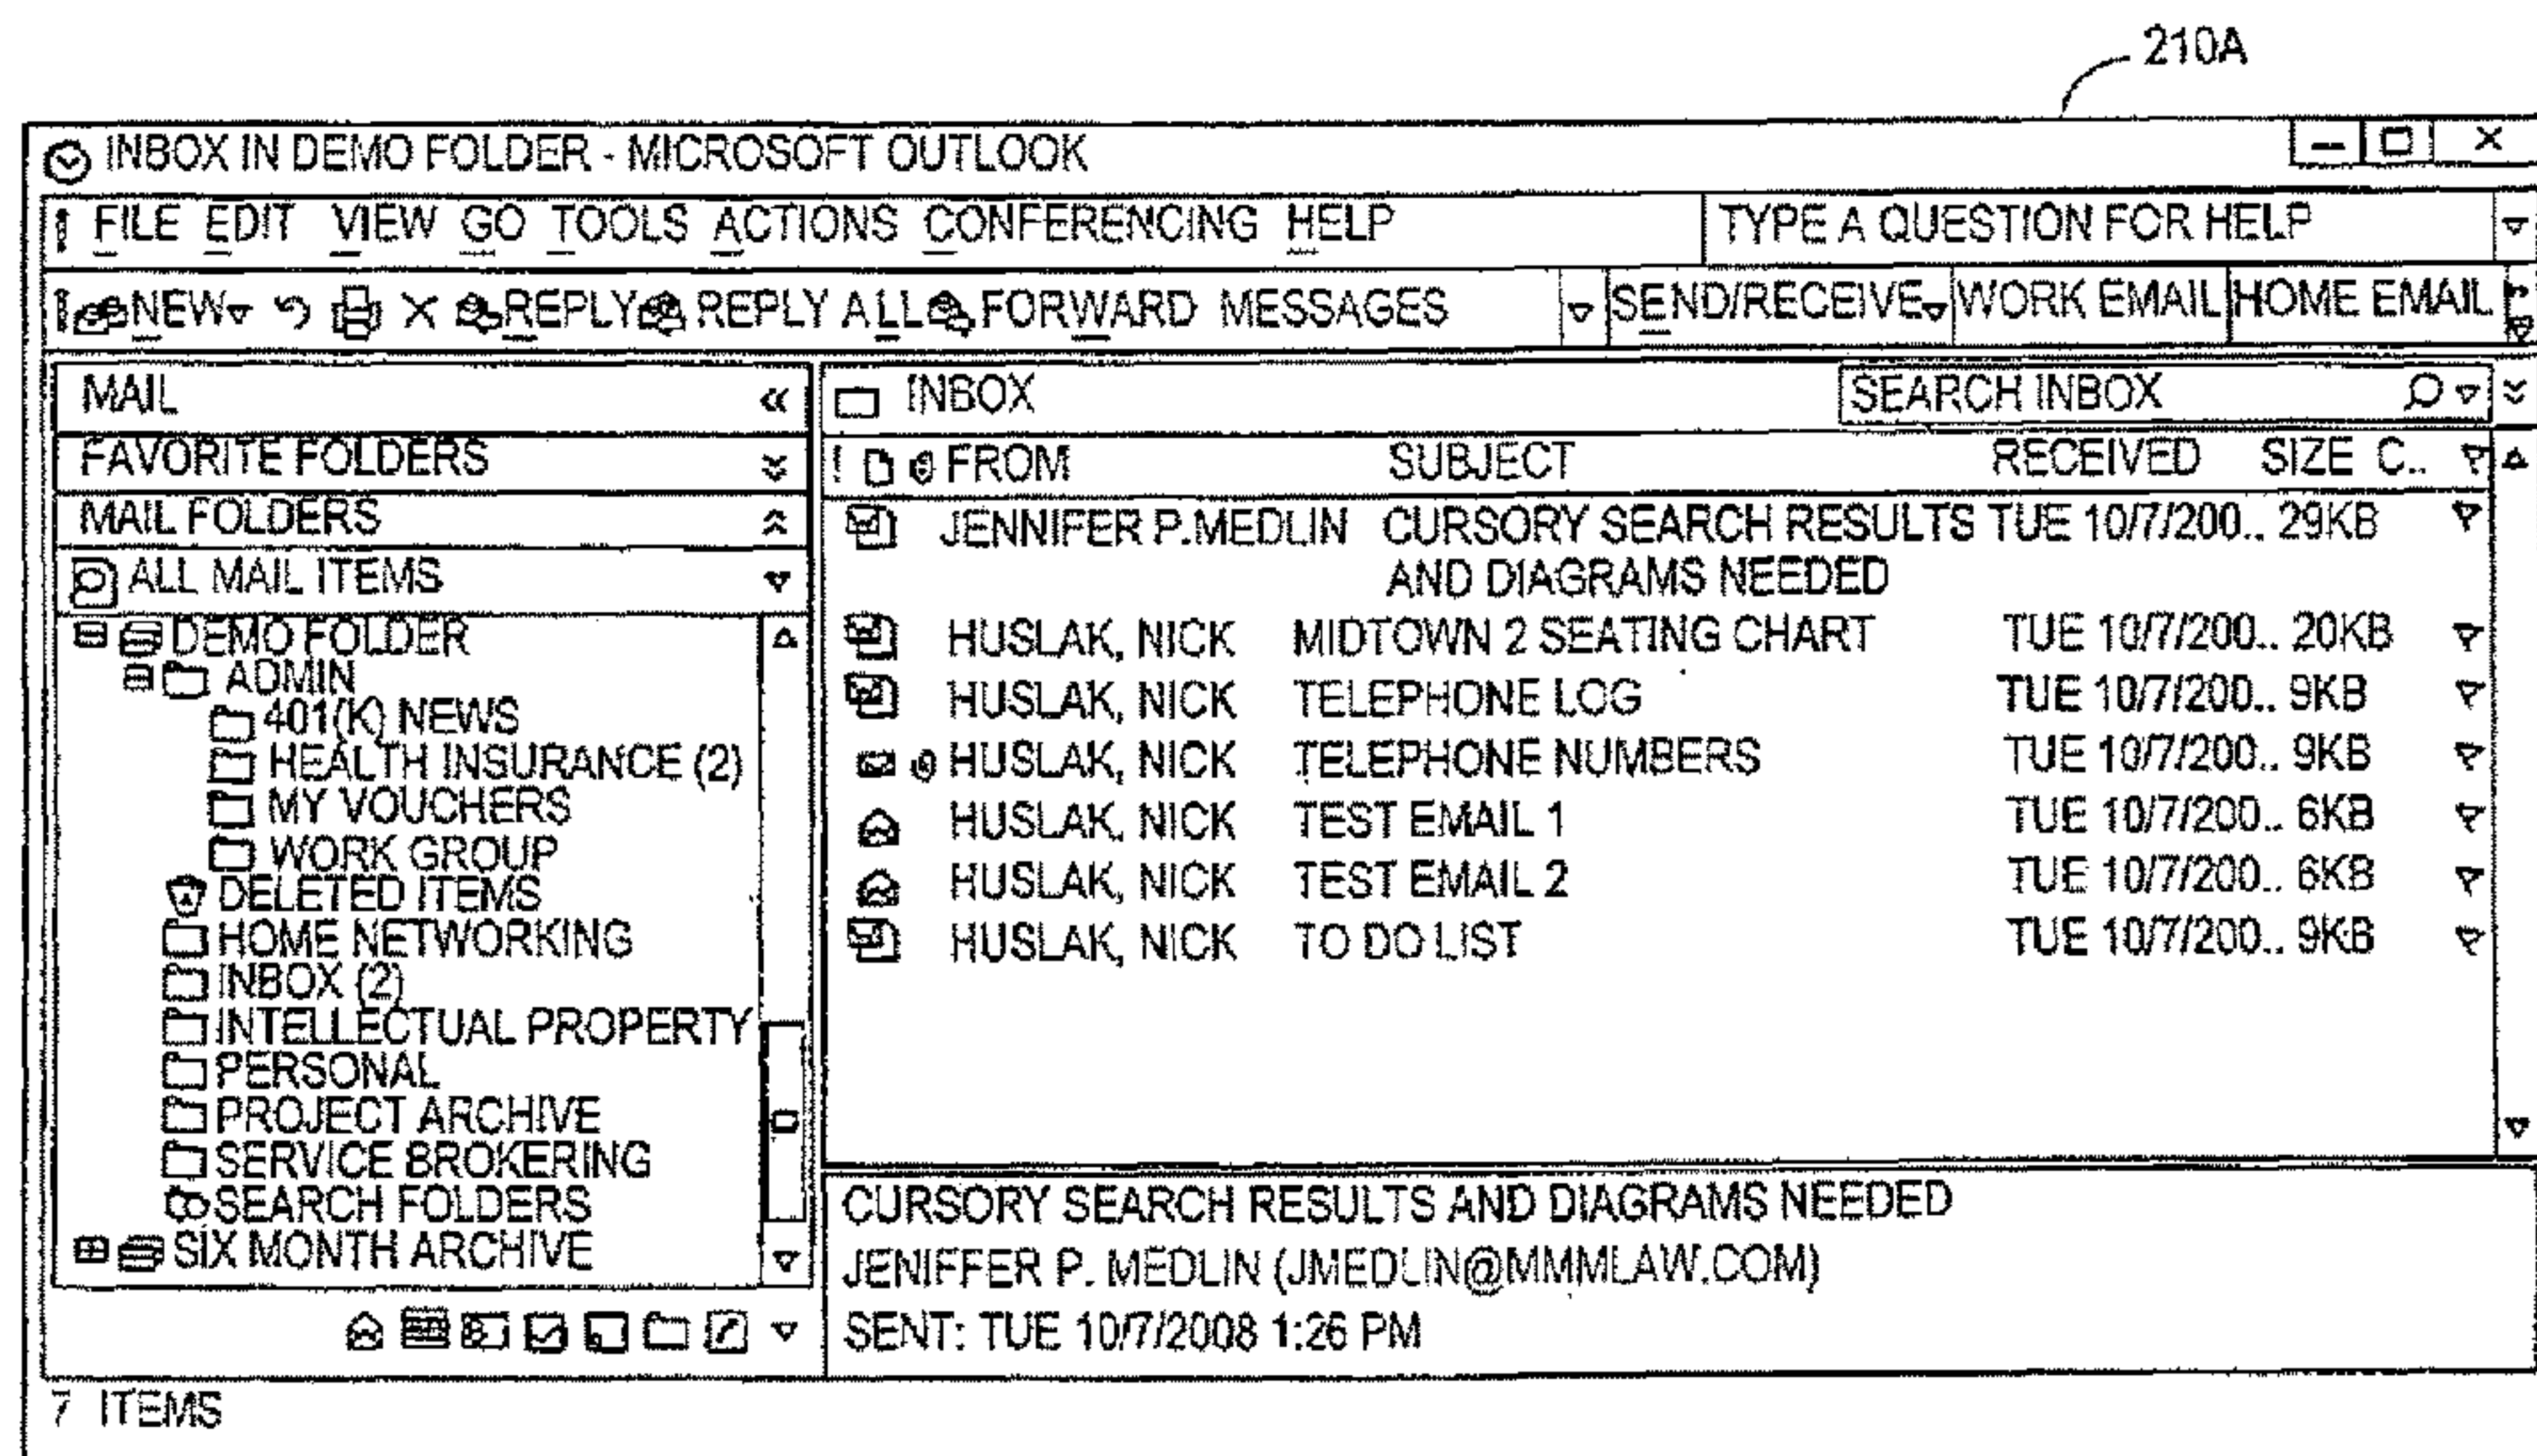 210A
INBOX IN DEMO FOLDER - MICROSOFT OUTLOOK
FILE EDIT VIEW GO TOOLS ACTIONS CONFERENCING HELP TYPE A QUESTION FOR HELP
NEW REPLY REPLY ALL FORWARD MESSAGES SEND/RECEIVE WORK EMAIL HOME EMAIL
MAIL «
FAVORITE FOLDERS
MAIL FOLDERS
ALL MAIL ITEMS
DEMO FOLDER
ADMIN
401(K) NEWS
HEALTH INSURANCE (2)
MY VOUCHERS
WORK GROUP
DELETED ITEMS
HOME NETWORKING
INBOX (2)
INTELLECTUAL PROPERTY
PERSONAL
PROJECT ARCHIVE
SERVICE BROKERING
SEARCH FOLDERS
SIX MONTH ARCHIVE
INBOX SEARCH INBOX
! FROM SUBJECT RECEIVED SIZE C..
JENNIFER P.MEDLIN CURSORY SEARCH RESULTS TUE 10/7/200.. 29KB
AND DIAGRAMS NEEDED
HUSLAK, NICK MIDTOWN 2 SEATING CHART TUE 10/7/200.. 20KB
HUSLAK, NICK TELEPHONE LOG TUE 10/7/200.. 9KB
HUSLAK, NICK TELEPHONE NUMBERS TUE 10/7/200.. 9KB
HUSLAK, NICK TEST EMAIL 1 TUE 10/7/200.. 6KB
HUSLAK, NICK TEST EMAIL 2 TUE 10/7/200.. 6KB
HUSLAK, NICK TO DO LIST TUE 10/7/200.. 9KB
CURSORY SEARCH RESULTS AND DIAGRAMS NEEDED
JENIFFER P. MEDLIN (JMEDLIN@MMMLAW.COM)
SENT: TUE 10/7/2008 1:26 PM
7 ITEMS